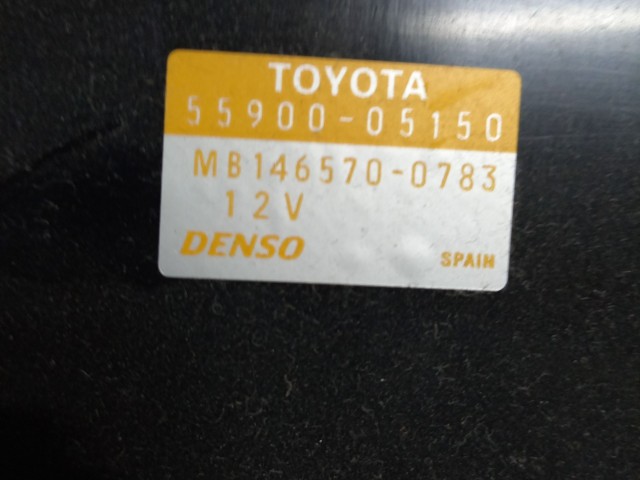 TOYOTA
55900-05150
MB146570-0783
12V
DENSO
SPAIN